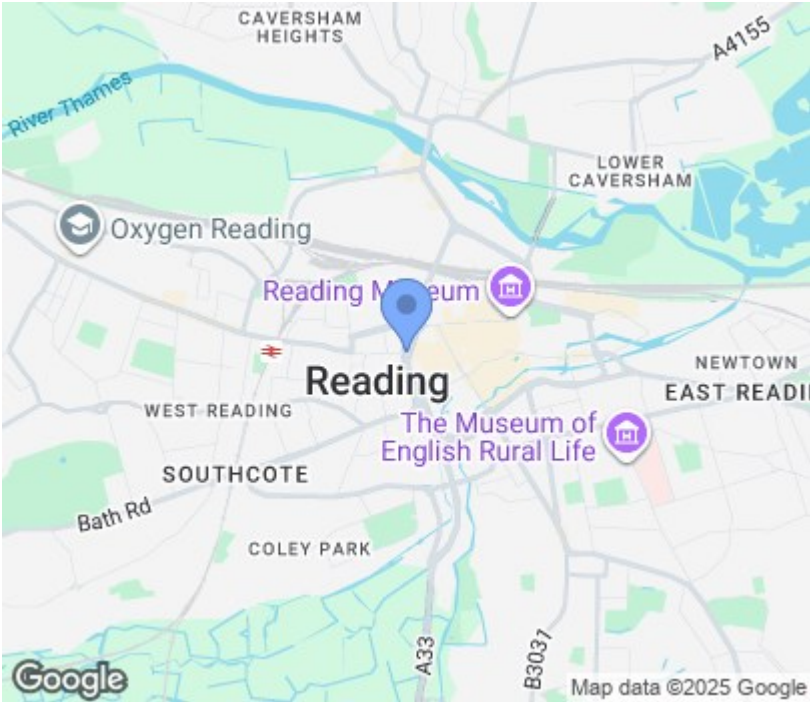 CAVERSHAM
HEIGHTS
A4155
River Thames
LOWER
CAVERSHAM
Oxygen Reading
Reading Museum
Reading
NEWTOWN
EAST READI
WEST READING
The Museum of
English Rural Life
SOUTHCOTE
Bath Rd
COLEY PARK
A33
B3031
Google
Map data ©2025 Google